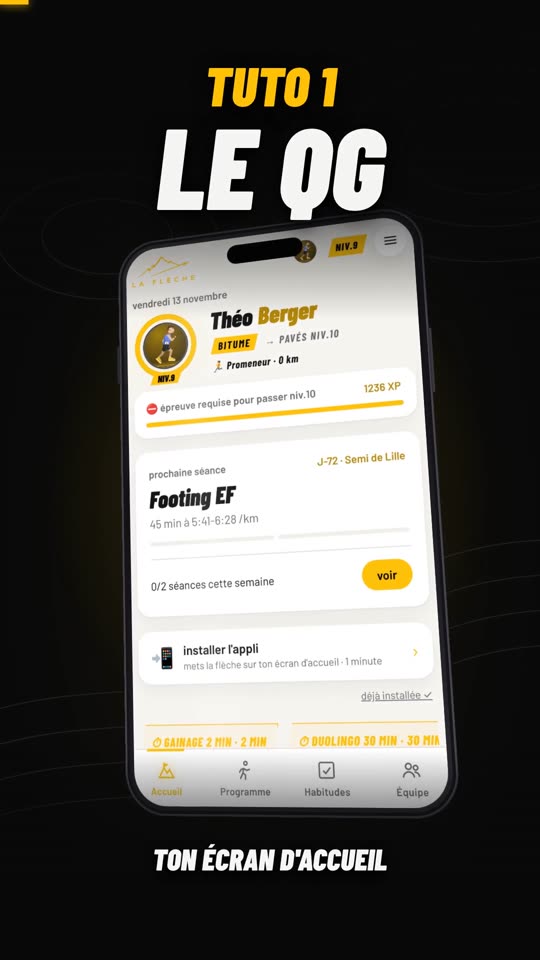 TUTO 1
LE QG
NIV.9
LA FLÈCHE
vendredi 13 novembre
Théo Berger
BITUME → PAVÉS NIV.10
Promeneur · 0 km
NIV.9
épreuve requise pour passer niv.10 1236 XP
prochaine séance J-72 · Semi de Lille
Footing EF
45 min à 5:41-6:28 /km
0/2 séances cette semaine voir
installer l'appli
mets la flèche sur ton écran d'accueil · 1 minute
déjà installée ✓
GAINAGE 2 MIN · 2 MIN DUOLINGO 30 MIN · 30 MIN
Accueil Programme Habitudes Équipe
TON ÉCRAN D'ACCUEIL